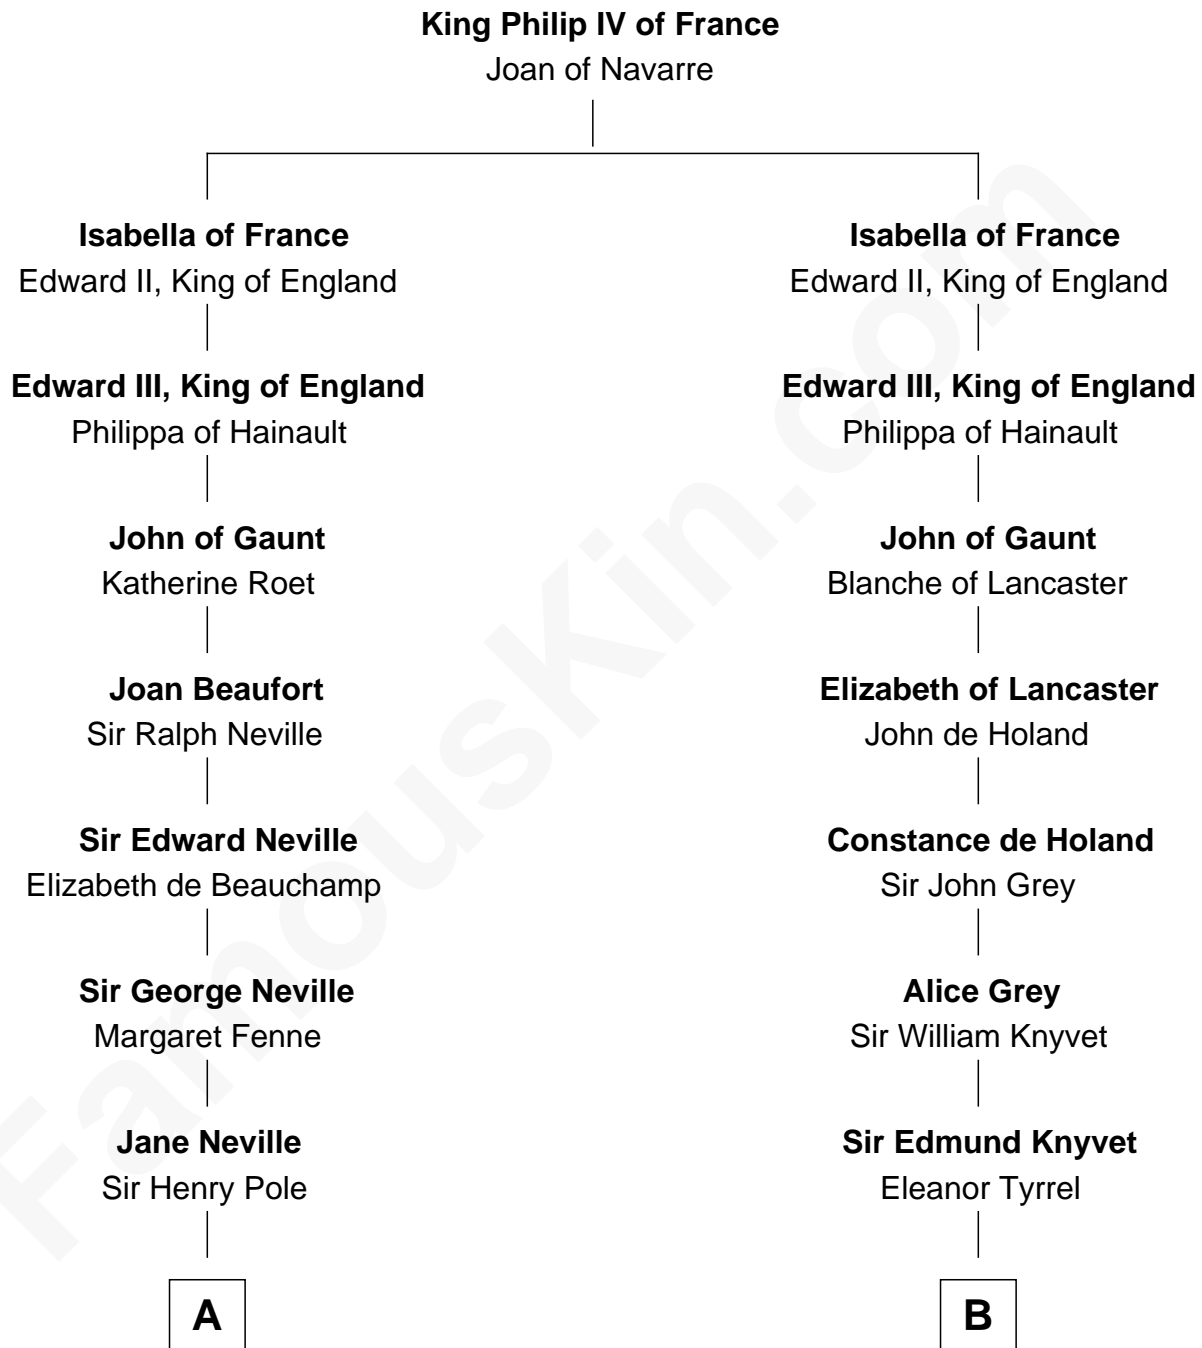 King Philip IV of France
Joan of Navarre
Isabella of France
Edward II, King of England
Edward III, King of England
Philippa of Hainault
John of Gaunt
Katherine Roet
Joan Beaufort
Sir Ralph Neville
Sir Edward Neville
Elizabeth de Beauchamp
Sir George Neville
Margaret Fenne
Jane Neville
Sir Henry Pole
A
Isabella of France
Edward II, King of England
Edward III, King of England
Philippa of Hainault
John of Gaunt
Blanche of Lancaster
Elizabeth of Lancaster
John de Holand
Constance de Holand
Sir John Grey
Alice Grey
Sir William Knyvet
Sir Edmund Knyvet
Eleanor Tyrrel
B
FamousKin.com